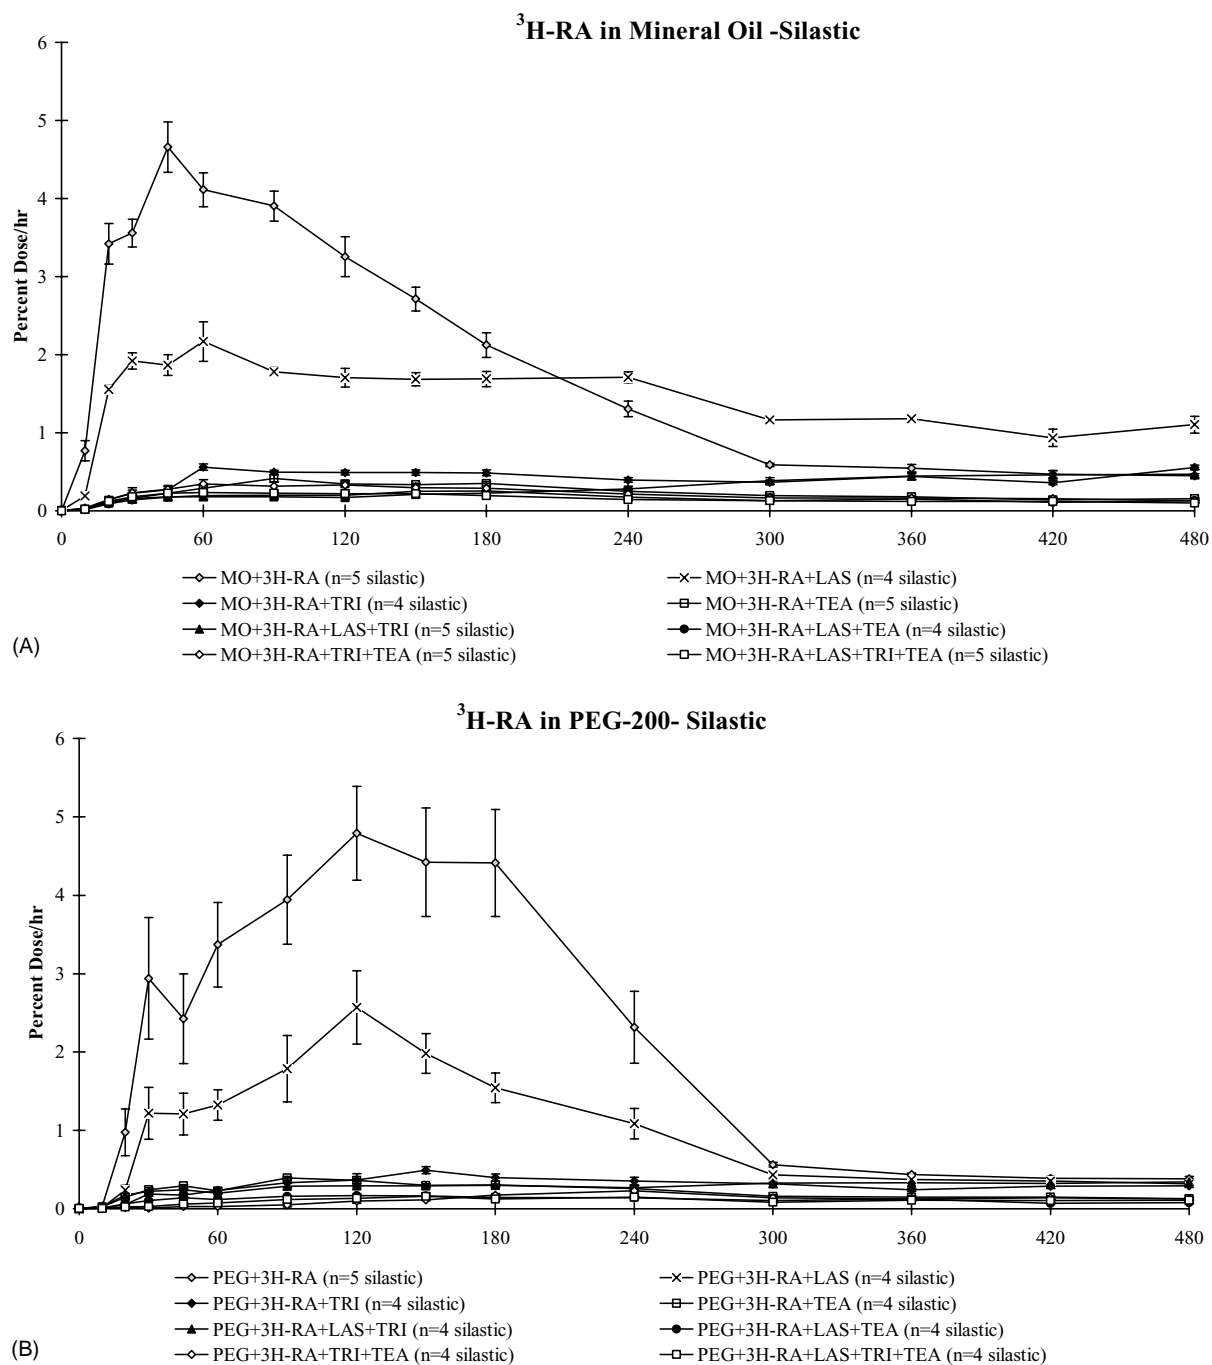 ³H-RA in Mineral Oil -Silastic
Percent Dose/hr
6
5
4
3
2
1
0
0 60 120 180 240 300 360 420 480
MO+3H-RA (n=5 silastic) MO+3H-RA+LAS (n=4 silastic)
MO+3H-RA+TRI (n=4 silastic) MO+3H-RA+TEA (n=5 silastic)
MO+3H-RA+LAS+TRI (n=5 silastic) MO+3H-RA+LAS+TEA (n=4 silastic)
MO+3H-RA+TRI+TEA (n=5 silastic) MO+3H-RA+LAS+TRI+TEA (n=5 silastic)
(A)
³H-RA in PEG-200- Silastic
Percent Dose/hr
6
5
4
3
2
1
0
0 60 120 180 240 300 360 420 480
PEG+3H-RA (n=5 silastic) PEG+3H-RA+LAS (n=4 silastic)
PEG+3H-RA+TRI (n=4 silastic) PEG+3H-RA+TEA (n=4 silastic)
PEG+3H-RA+LAS+TRI (n=4 silastic) PEG+3H-RA+LAS+TEA (n=4 silastic)
PEG+3H-RA+TRI+TEA (n=4 silastic) PEG+3H-RA+LAS+TRI+TEA (n=4 silastic)
(B)